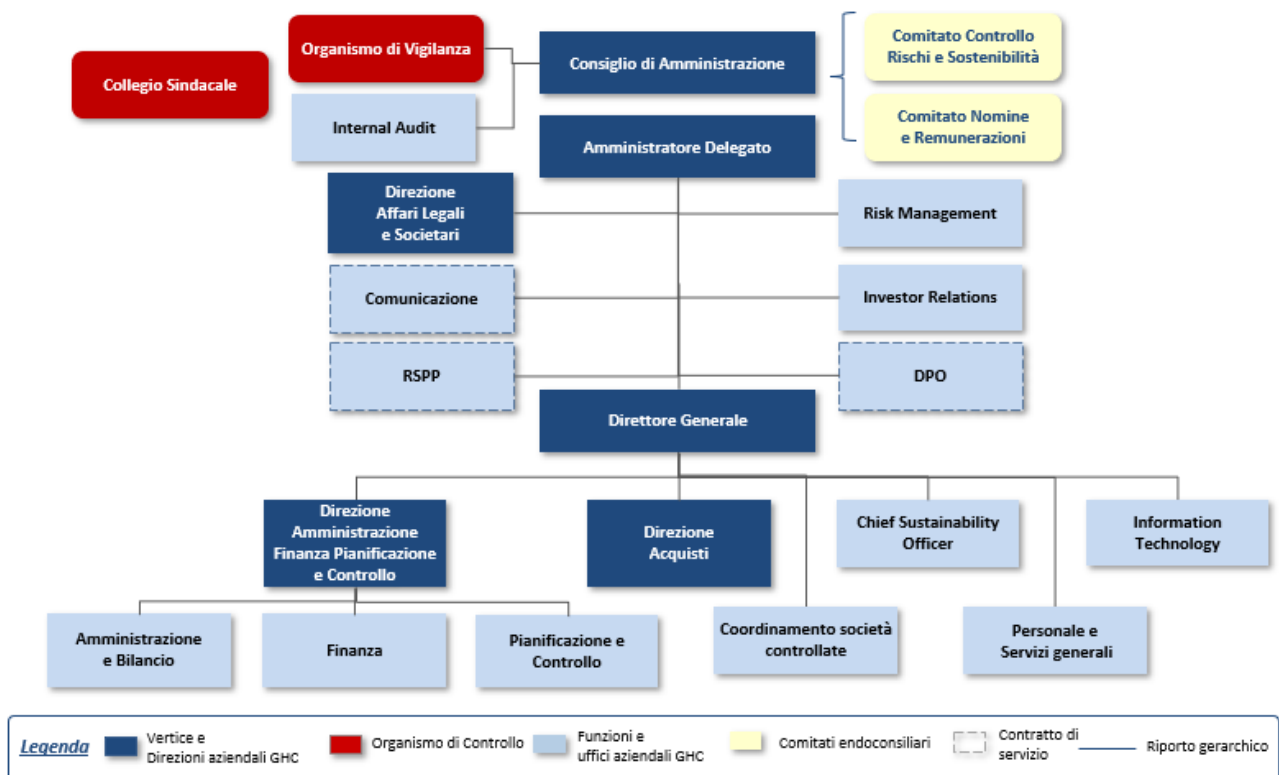 Organismo di Vigilanza
Consiglio di Amministrazione
Comitato Controllo
Rischi e Sostenibilità
Collegio Sindacale
Internal Audit
Comitato Nomine
e Remunerazioni
Amministratore Delegato
Direzione
Affari Legali
e Societari
Risk Management
Comunicazione
Investor Relations
RSPP
DPO
Direttore Generale
Direzione
Amministrazione
Finanza Pianificazione
e Controllo
Direzione
Acquisti
Chief Sustainability
Officer
Information
Technology
Amministrazione
e Bilancio
Finanza
Pianificazione e
Controllo
Coordinamento società
controllate
Personale e
Servizi generali
Legenda
Vertice e
Direzioni aziendali GHC
Organismo di Controllo
Funzioni e
uffici aziendali GHC
Comitati endoconsiliari
Contratto di
servizio
Riporto gerarchico